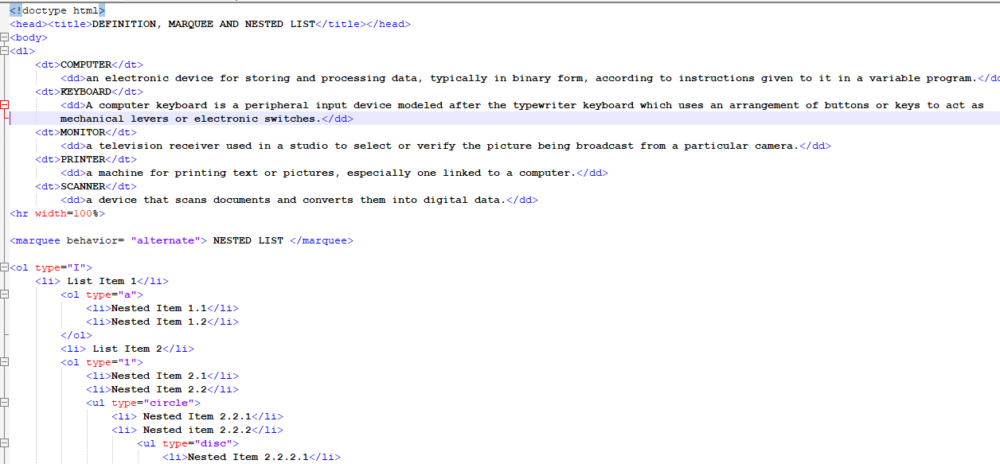 <!doctype html>
<head><title>DEFINITION, MARQUEE AND NESTED LIST</title></head>
<body>
<dl>
<dt>COMPUTER</dt>
<dd>an electronic device for storing and processing data, typically in binary form, according to instructions given to it in a variable program.</dd
<dt>KEYBOARD</dt>
<dd>A computer keyboard is a peripheral input device modeled after the typewriter keyboard which uses an arrangement of buttons or keys to act as
mechanical levers or electronic switches.</dd>
<dt>MONITOR</dt>
<dd>a television receiver used in a studio to select or verify the picture being broadcast from a particular camera.</dd>
<dt>PRINTER</dt>
<dd>a machine for printing text or pictures, especially one linked to a computer.</dd>
<dt>SCANNER</dt>
<dd>a device that scans documents and converts them into digital data.</dd>
<hr width=100%>
<marquee behavior= "alternate"> NESTED LIST </marquee>
<ol type="I">
<li> List Item 1</li>
<ol type="a">
<li>Nested Item 1.1</li>
<li>Nested Item 1.2</li>
</ol>
<li> List Item 2</li>
<ol type="1">
<li>Nested Item 2.1</li>
<li>Nested Item 2.2</li>
<ul type="circle">
<li> Nested Item 2.2.1</li>
<li> Nested item 2.2.2</li>
<ul type="disc">
<li>Nested Item 2.2.2.1</li>